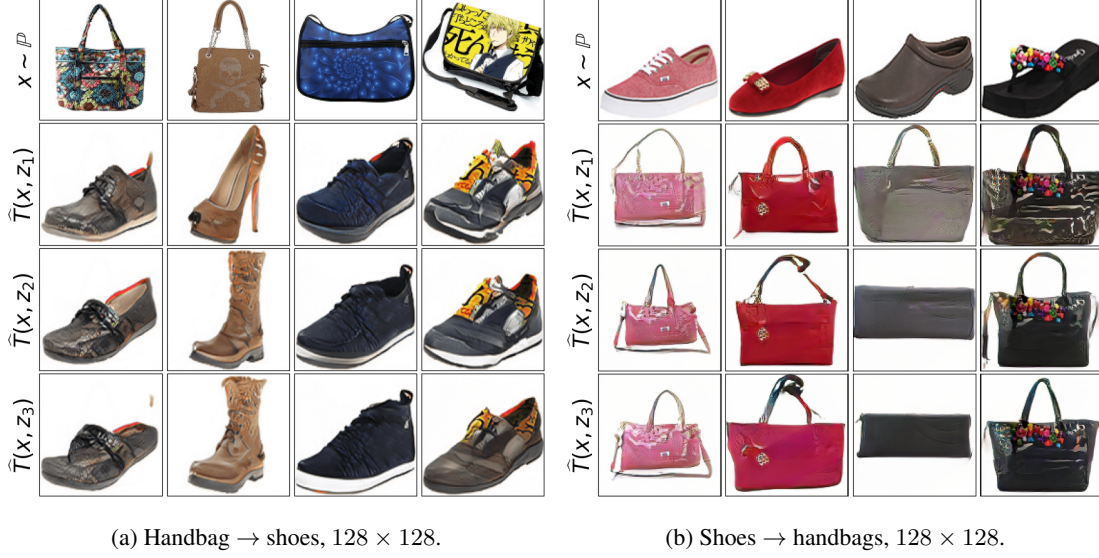 x ~ ℙ
T̂(x, z₁)
T̂(x, z₂)
T̂(x, z₃)
(a) Handbag → shoes, 128 × 128.
x ~ ℙ
T̂(x, z₁)
T̂(x, z₂)
T̂(x, z₃)
(b) Shoes → handbags, 128 × 128.